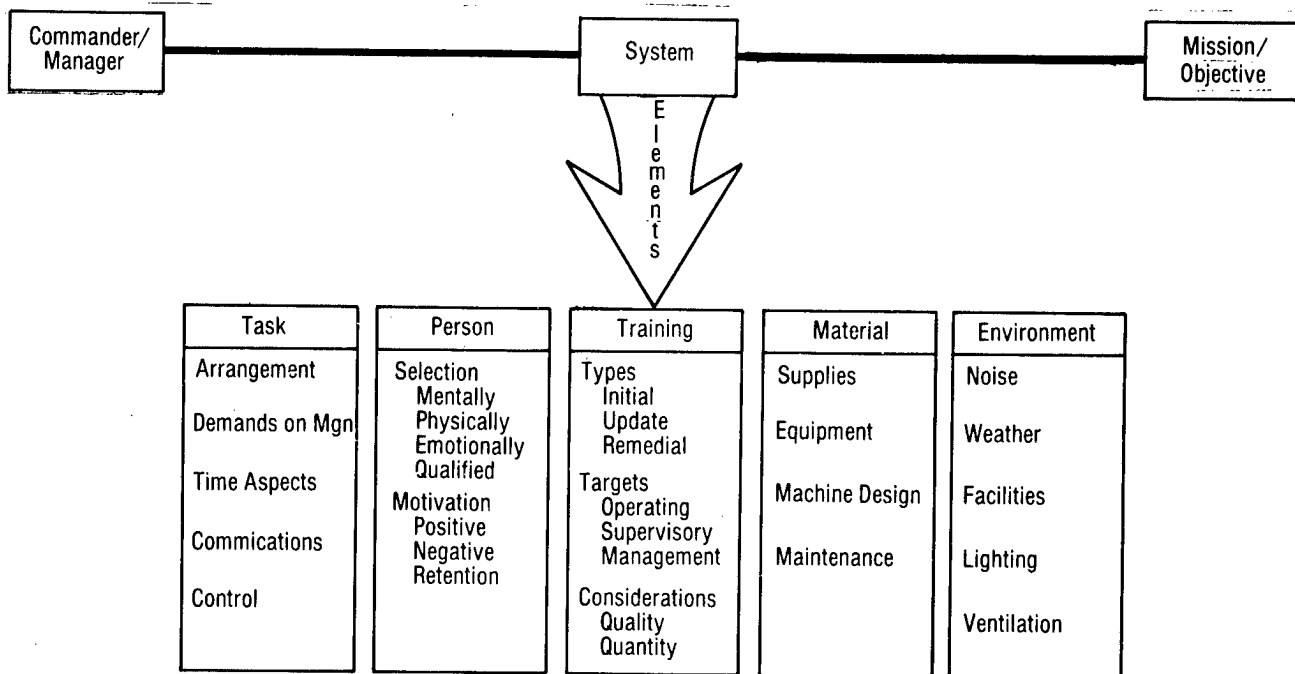 Commander/
Manager
System
Mission/
Objective
Elements
Task
Arrangement
Demands on Mgn
Time Aspects
Commications
Control
Person
Selection
Mentally
Physically
Emotionally
Qualified
Motivation
Positive
Negative
Retention
Training
Types
Initial
Update
Remedial
Targets
Operating
Supervisory
Management
Considerations
Quality
Quantity
Material
Supplies
Equipment
Machine Design
Maintenance
Environment
Noise
Weather
Facilities
Lighting
Ventilation